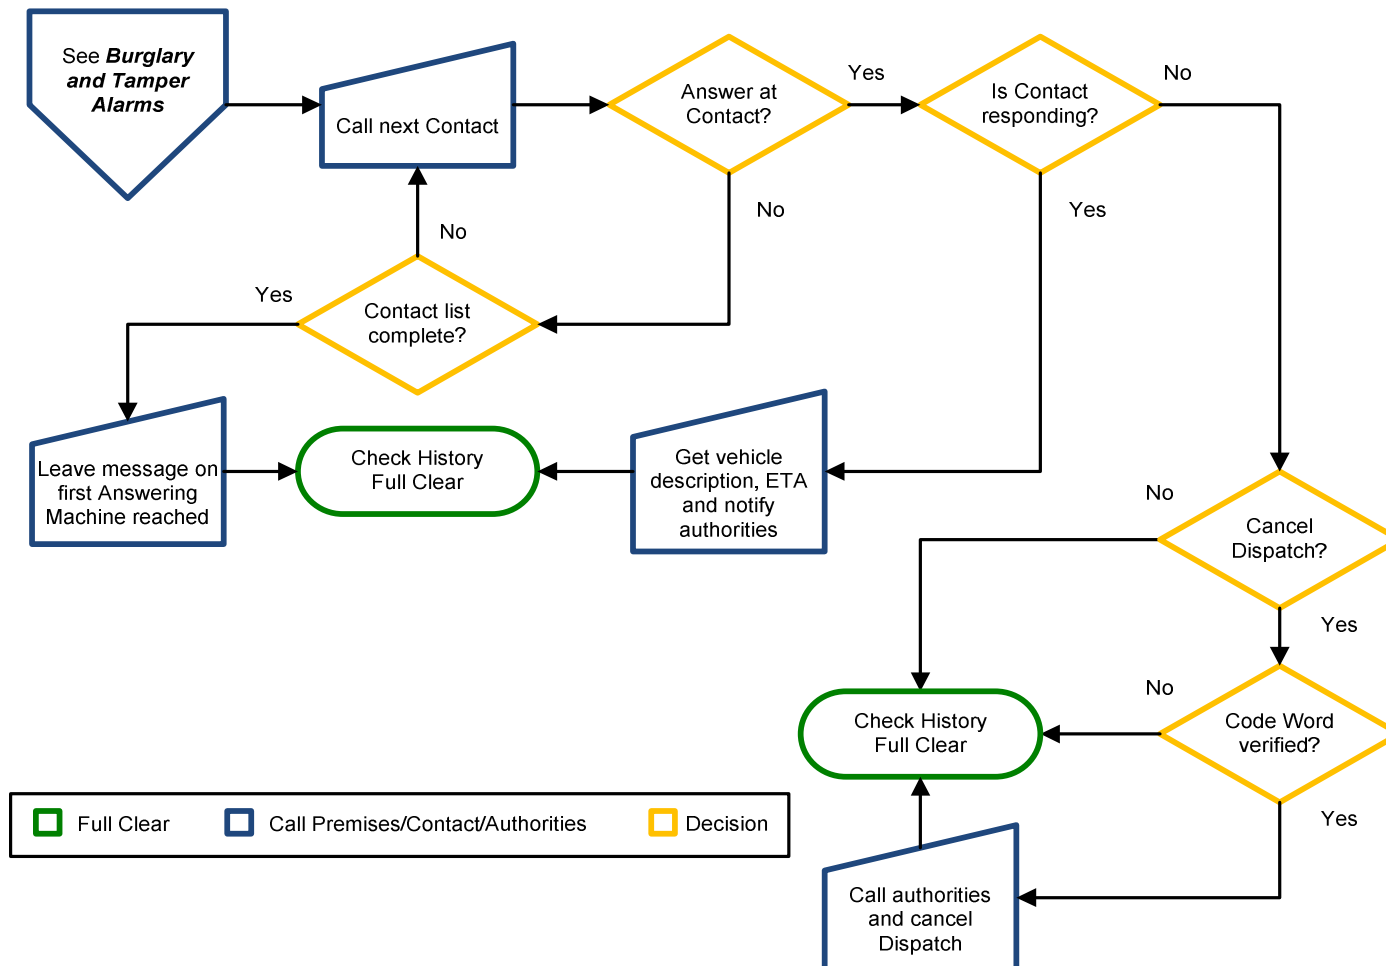 See Burglary
and Tamper
Alarms
Call next Contact
Answer at
Contact?
Yes
Is Contact
responding?
No
No
Yes
No
Yes
Contact list
complete?
Leave message on
first Answering
Machine reached
Check History
Full Clear
Get vehicle
description, ETA
and notify
authorities
No
Cancel
Dispatch?
Yes
No
Check History
Full Clear
Code Word
verified?
Yes
Full Clear
Call Premises/Contact/Authorities
Decision
Call authorities
and cancel
Dispatch